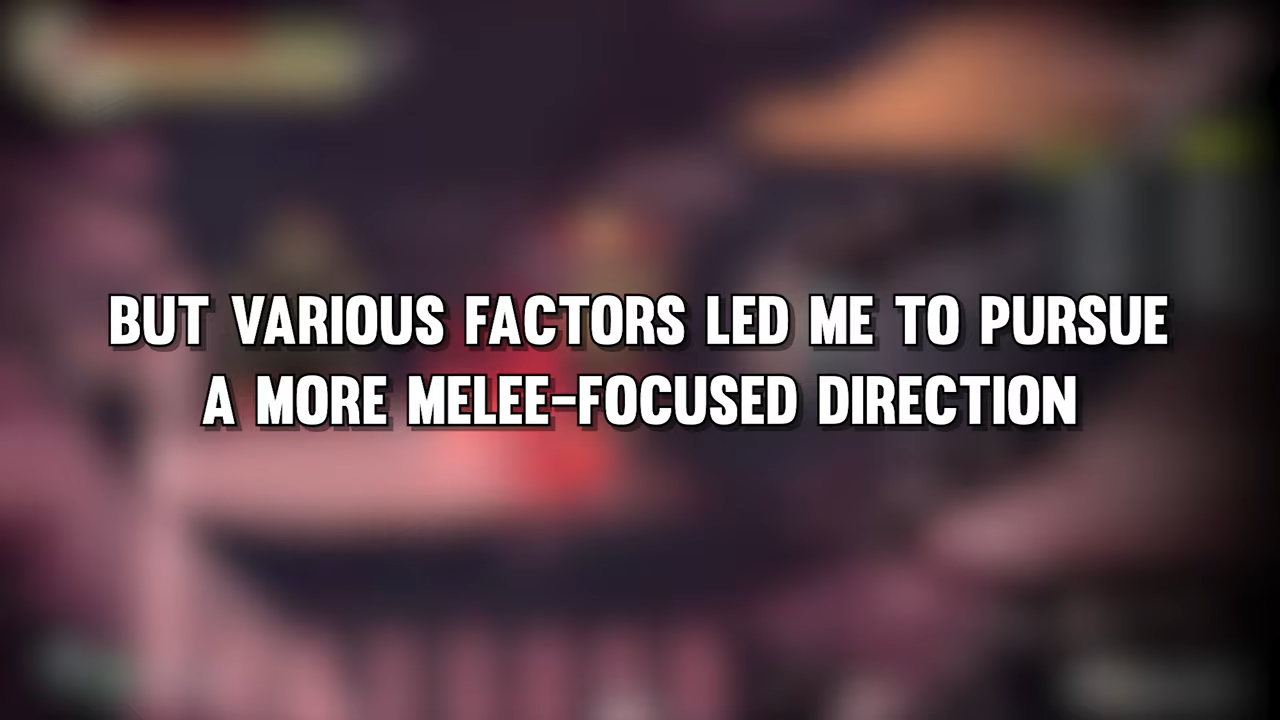 BUT VARIOUS FACTORS LED ME TO PURSUE
A MORE MELEE-FOCUSED DIRECTION